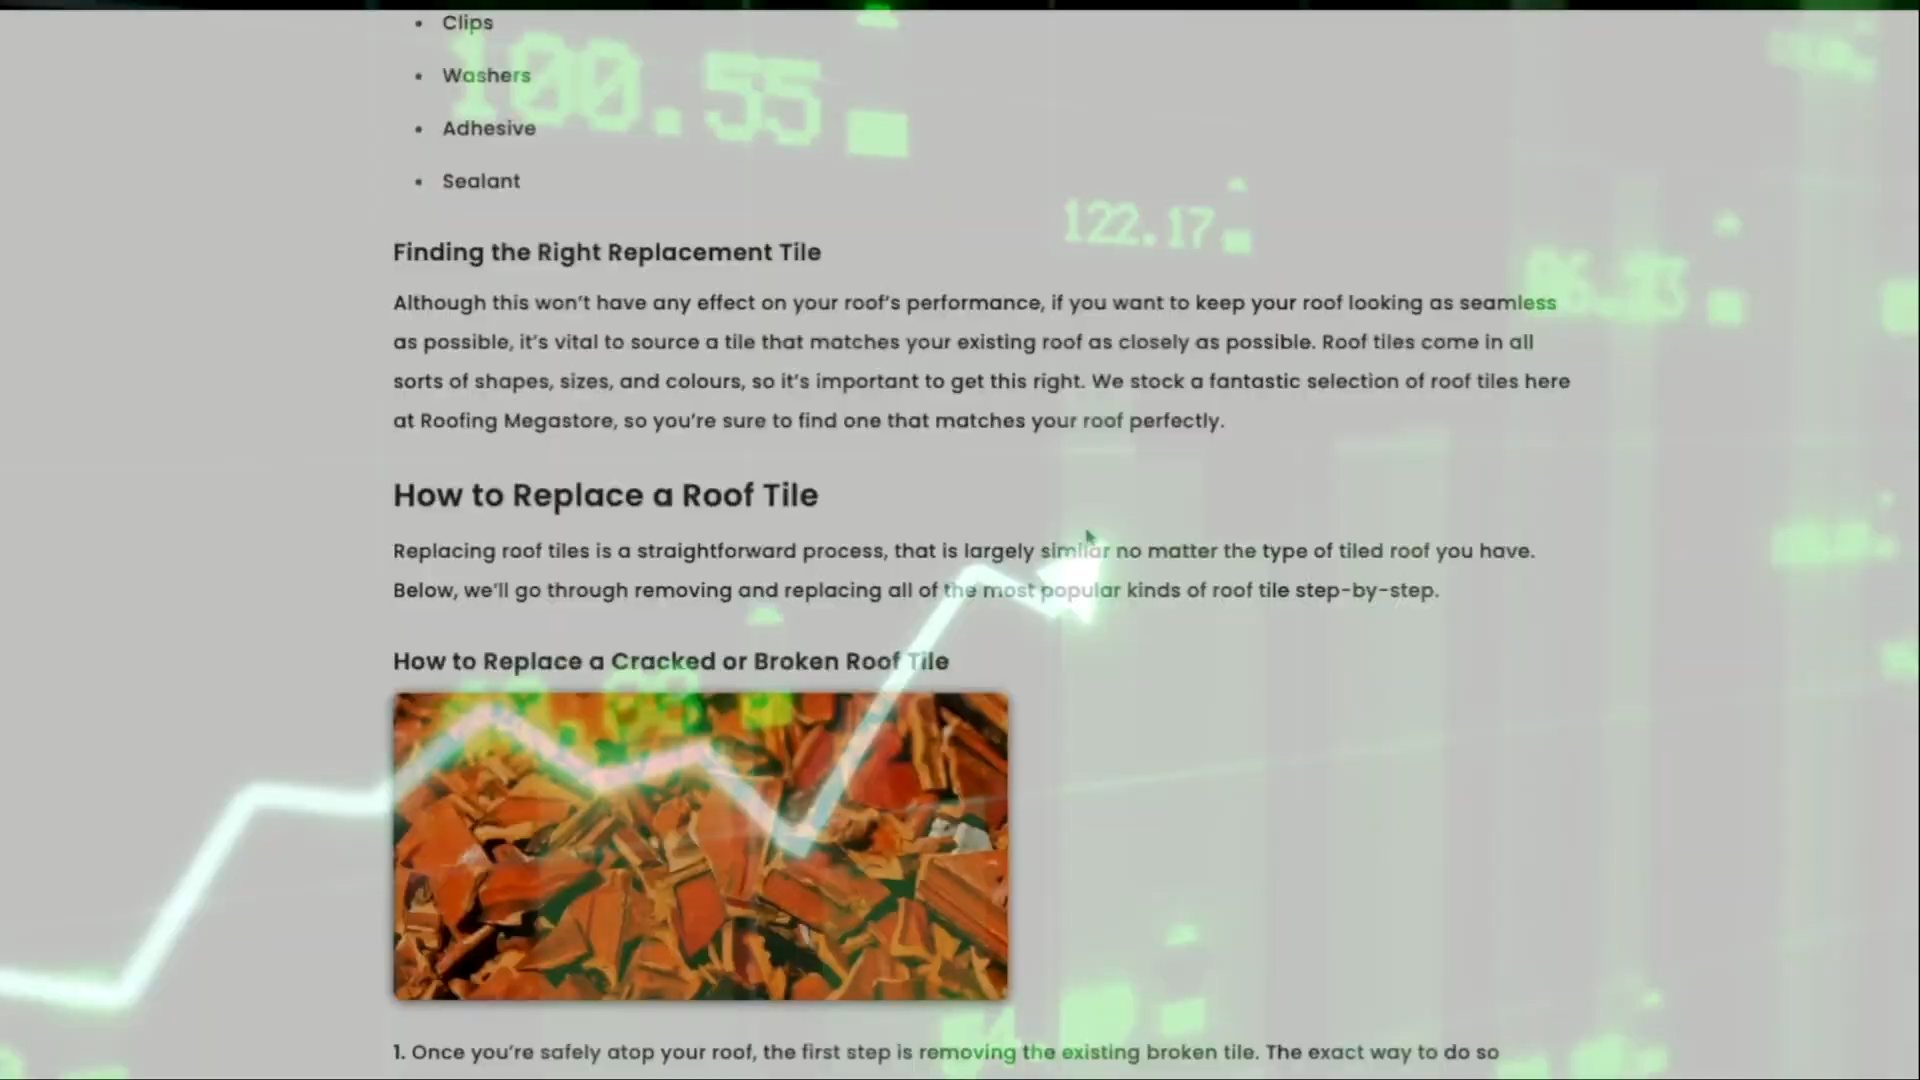 Clips
100.55
Washers
Adhesive
Sealant
122.17
Finding the Right Replacement Tile
Although this won't have any effect on your roof's performance, if you want to keep your roof looking as seamless
as possible, it's vital to source a tile that matches your existing roof as closely as possible. Roof tiles come in all
sorts of shapes, sizes, and colours, so it's important to get this right. We stock a fantastic selection of roof tiles here
at Roofing Megastore, so you're sure to find one that matches your roof perfectly.
How to Replace a Roof Tile
Replacing roof tiles is a straightforward process, that is largely similar no matter the type of tiled roof you have.
Below, we'll go through removing and replacing all of the most popular kinds of roof tile step-by-step.
How to Replace a Cracked or Broken Roof Tile
1. Once you're safely atop your roof, the first step is removing the existing broken tile. The exact way to do so